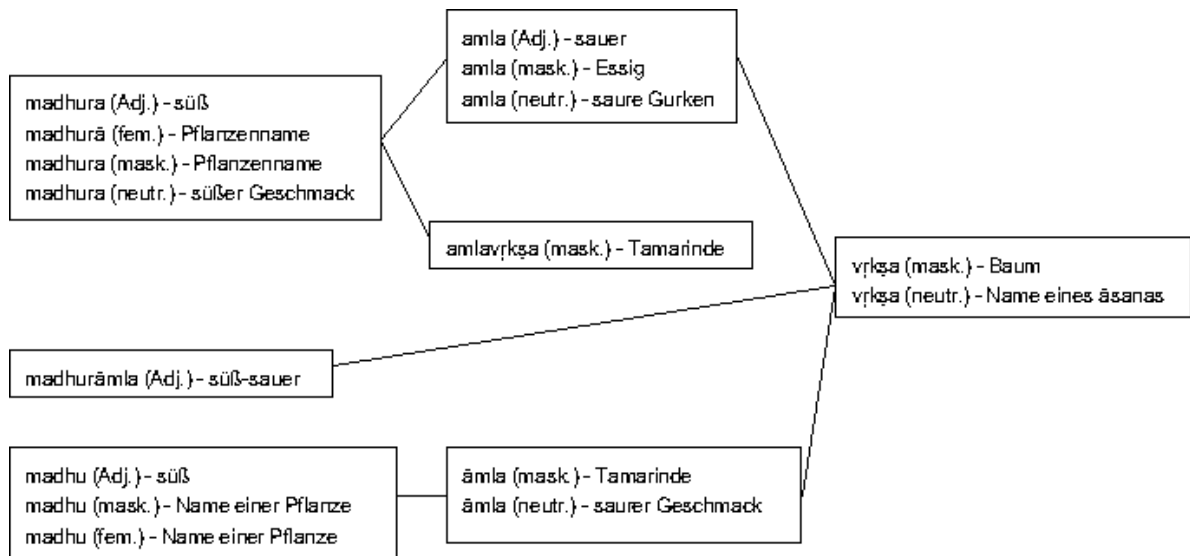 madhura (Adj.) - süß
madhurā (fem.) - Pflanzenname
madhura (mask.) - Pflanzenname
madhura (neutr.) - süßer Geschmack
amla (Adj.) - sauer
amla (mask.) - Essig
amla (neutr.) - saure Gurken
amlavṛkṣa (mask.) - Tamarinde
vṛkṣa (mask.) - Baum
vṛkṣa (neutr.) - Name eines āsanas
madhurāmla (Adj.) - süß-sauer
madhu (Adj.) - süß
madhu (mask.) - Name einer Pflanze
madhu (fem.) - Name einer Pflanze
āmla (mask.) - Tamarinde
āmla (neutr.) - saurer Geschmack